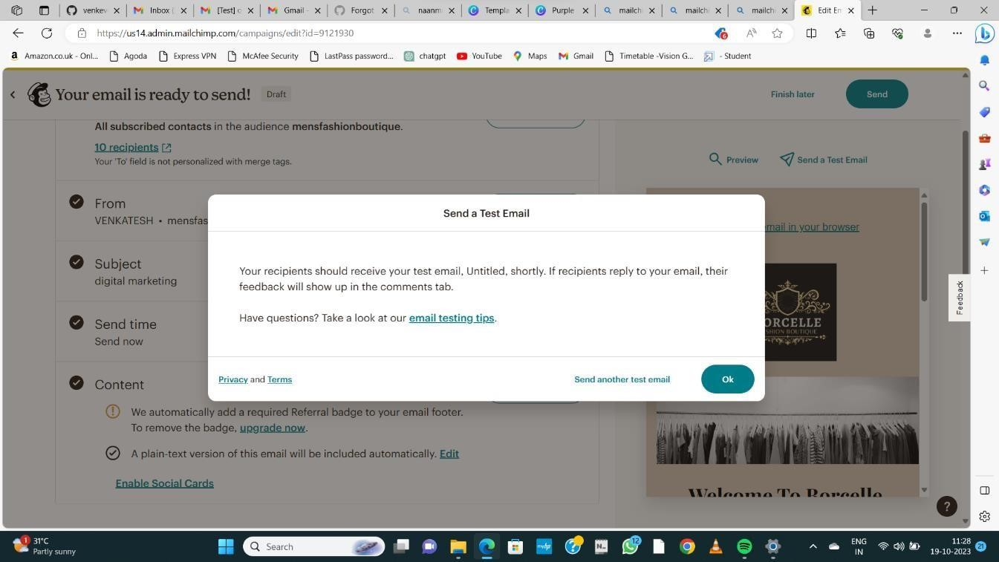 venkev
Inbox (
[Test] o
Gmail -
Forgot
naanm
Templa
Purple
mailch
mailch
mailch
Edit Em
https://us14.admin.mailchimp.com/campaigns/edit?id=9121930
6
Amazon.co.uk - Onl...
Agoda
Express VPN
McAfee Security
LastPass password...
chatgpt
YouTube
Maps
Gmail
Timetable -Vision G...
- Student
Your email is ready to send!
Draft
Finish later
Send
All subscribed contacts in the audience mensfashionboutique.
10 recipients
Your 'To' field is not personalized with merge tags.
Preview
Send a Test Email
From
VENKATESH • mensfas
Subject
digital marketing
Send time
Send now
Content
We automatically add a required Referral badge to your email footer.
To remove the badge, upgrade now.
A plain-text version of this email will be included automatically. Edit
Enable Social Cards
Send a Test Email
Your recipients should receive your test email, Untitled, shortly. If recipients reply to your email, their
feedback will show up in the comments tab.
Have questions? Take a look at our email testing tips.
Privacy and Terms
Send another test email
Ok
email in your browser
ORCELLE
SHION BOUTIQUE
Welcome To Borcelle
Feedback
?
1
31°C
Partly sunny
Search
12
ENG
IN
11:28
19-10-2023
21